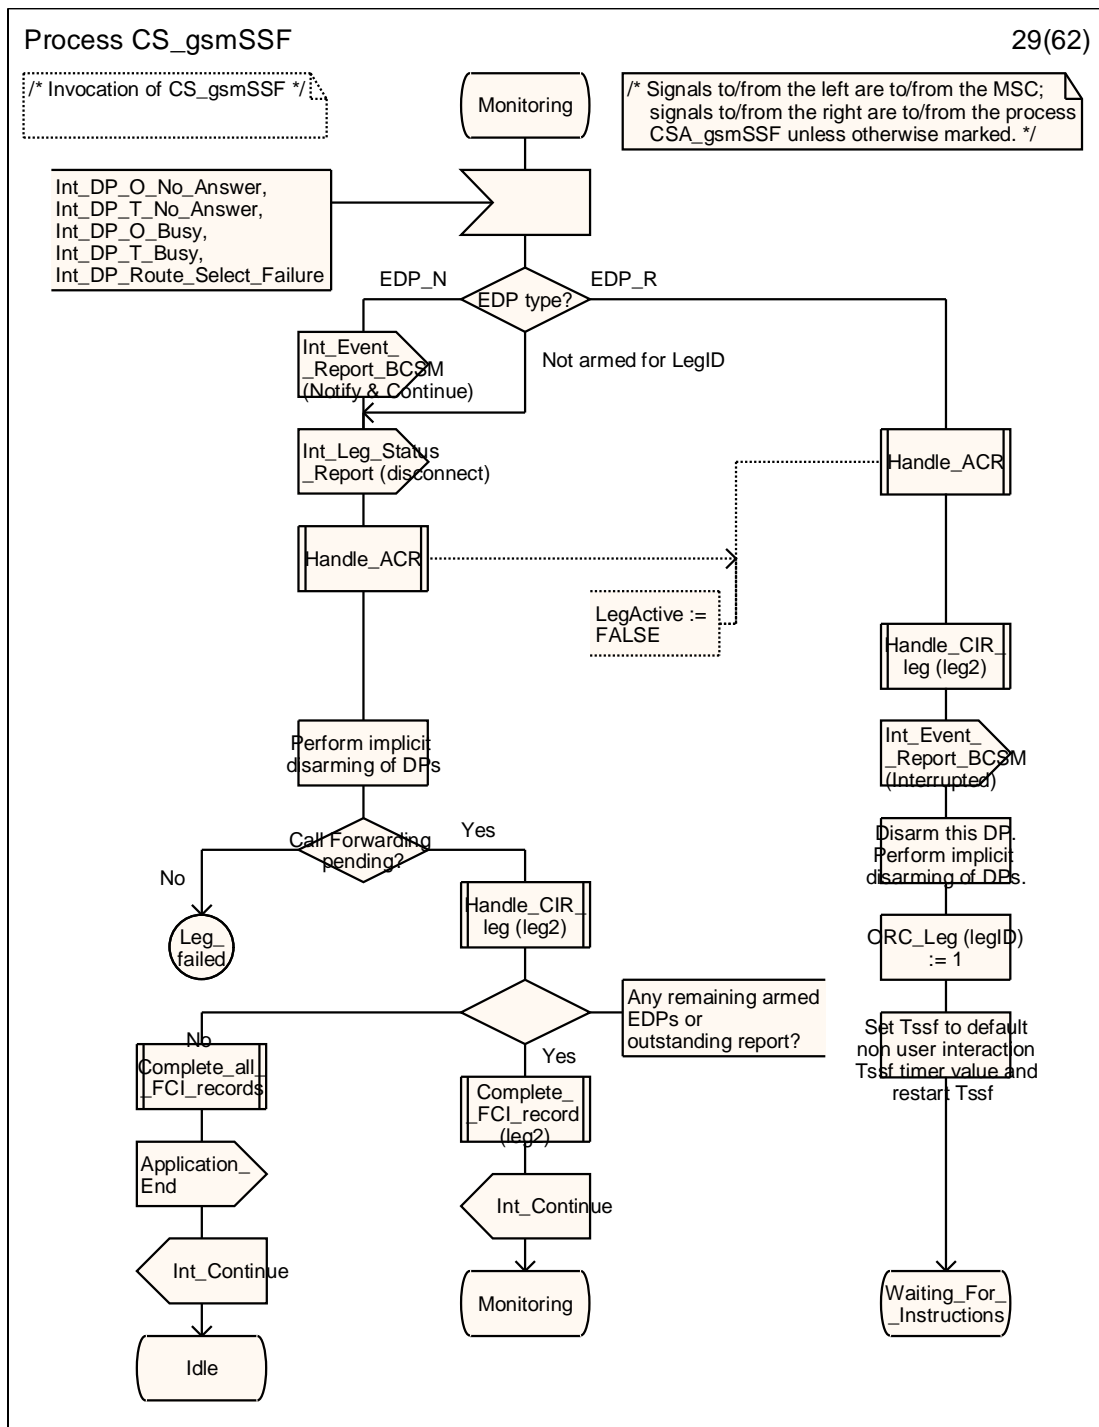 Process CS_gsmSSF
29(62)
/* Invocation of CS_gsmSSF */
Monitoring
/* Signals to/from the left are to/from the MSC;
signals to/from the right are to/from the process
CSA_gsmSSF unless otherwise marked. */
Int_DP_O_No_Answer,
Int_DP_T_No_Answer,
Int_DP_O_Busy,
Int_DP_T_Busy,
Int_DP_Route_Select_Failure
EDP_N
EDP type?
EDP_R
Int_Event_
_Report_BCSM
(Notify & Continue)
Not armed for LegID
Int_Leg_Status
_Report (disconnect)
Handle_ACR
Handle_ACR
LegActive :=
FALSE
Handle_CIR_
leg (leg2)
Int_Event_
_Report_BCSM
(Interrupted)
Perform implicit
disarming of DPs
Call Forwarding
pending?
Yes
No
Disarm this DP.
Perform implicit
disarming of DPs.
Leg_
failed
Handle_CIR_
leg (leg2)
ORC_Leg (legID)
:= 1
Any remaining armed
EDPs or
outstanding report?
No
Yes
Set Tssf to default
non user interaction
Tssf timer value and
restart Tssf
Complete_all_
_FCI_records
Complete_
_FCI_record
(leg2)
Application_
End
Int_Continue
Int_Continue
Monitoring
Waiting_For_
_Instructions
Idle